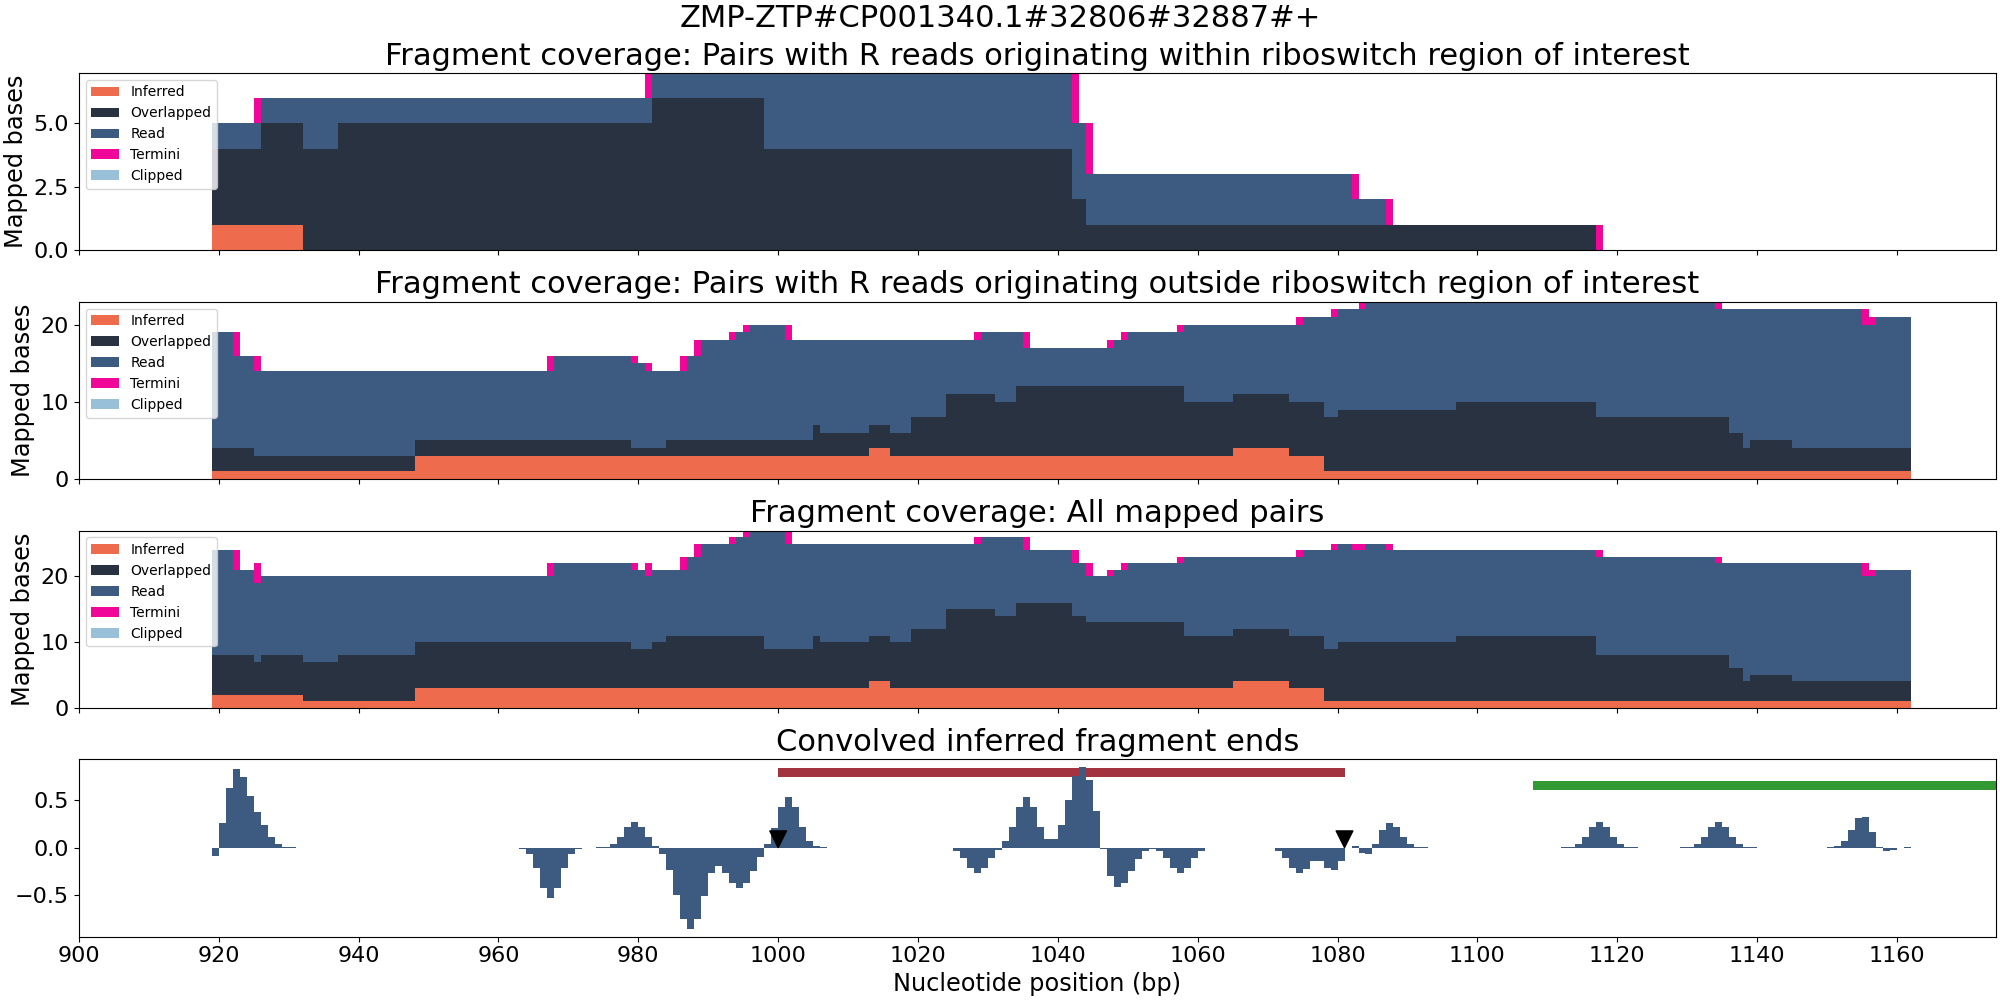 ZMP-ZTP#CP001340.1#32806#32887#+
Fragment coverage: Pairs with R reads originating within riboswitch region of interest
Mapped bases
5.0
2.5
0.0
Inferred
Overlapped
Read
Termini
Clipped
Fragment coverage: Pairs with R reads originating outside riboswitch region of interest
Mapped bases
20
10
0
Inferred
Overlapped
Read
Termini
Clipped
Fragment coverage: All mapped pairs
Mapped bases
20
10
0
Inferred
Overlapped
Read
Termini
Clipped
Convolved inferred fragment ends
0.5
0.0
−0.5
900 920 940 960 980 1000 1020 1040 1060 1080 1100 1120 1140 1160
Nucleotide position (bp)